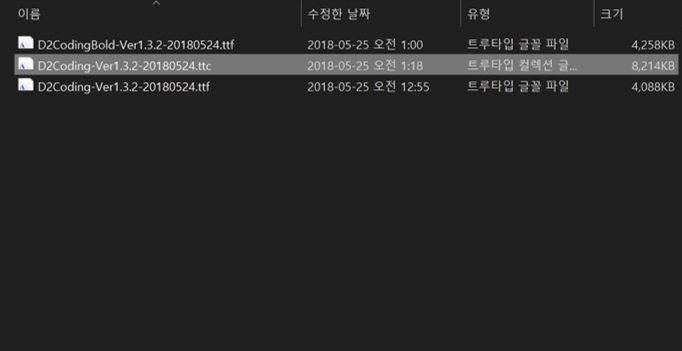 이름 수정한 날짜 유형 크기
D2CodingBold-Ver1.3.2-20180524.ttf 2018-05-25 오전 1:00 트루타입 글꼴 파일 4,258KB
D2Coding-Ver1.3.2-20180524.ttc 2018-05-25 오전 1:18 트루타입 컬렉션 글... 8,214KB
D2Coding-Ver1.3.2-20180524.ttf 2018-05-25 오전 12:55 트루타입 글꼴 파일 4,088KB